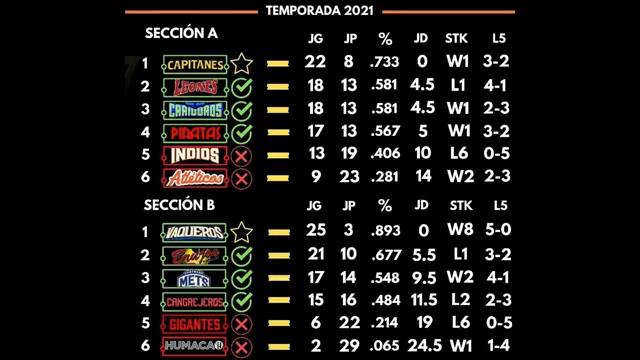 TEMPORADA 2021
SECCIÓN A JG JP % JD STK L5
1 CAPITANES 22 8 .733 0 W1 3-2
2 LEONES 18 13 .581 4.5 L1 4-1
3 CARIDUROS 18 13 .581 4.5 W1 2-3
4 PIRATAS 17 13 .567 5 W1 3-2
5 INDIOS 13 19 .406 10 L6 0-5
6 Atléticos 9 23 .281 14 W2 2-3
SECCIÓN B JG JP % JD STK L5
1 VAQUEROS 25 3 .893 0 W8 5-0
2 Brujos 21 10 .677 5.5 L1 3-2
3 METS 17 14 .548 9.5 W2 4-1
4 CANGREJEROS 15 16 .484 11.5 L2 2-3
5 GIGANTES 6 22 .214 19 L6 0-5
6 HUMACAO 2 29 .065 24.5 W1 1-4